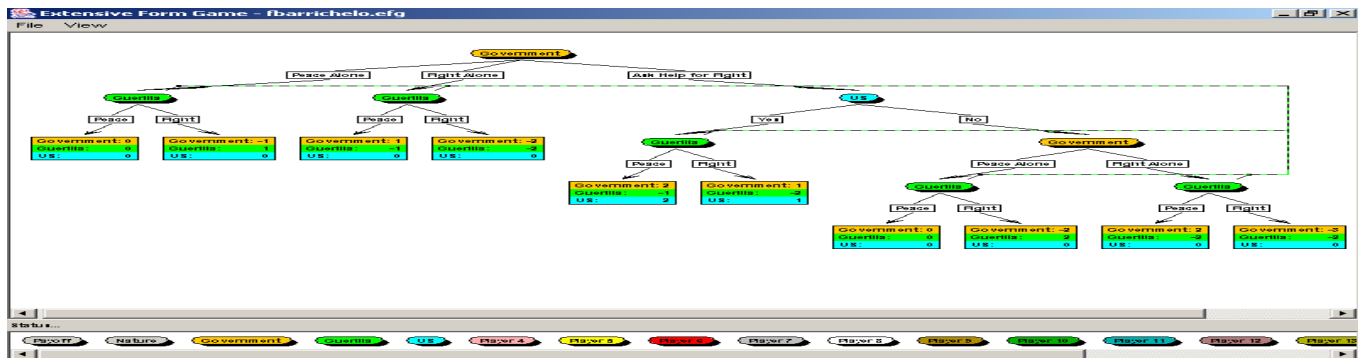 Extensive Form Game - fbarrichelo.efg
File View
Government
Peace Alone Fight Alone Ask Help for Fight
Guerilla Guerilla US
Peace Fight Peace Fight Yes No
Government: 0 Government: -1 Government: 1 Government: -2 Guerilla Government
Guerilla: 0 Guerilla: 1 Guerilla: -1 Guerilla: -2
US: 0 US: 0 US: 0 US: 0
Peace Fight Peace Alone Fight Alone
Government: 2 Government: 1 Guerilla Guerilla
Guerilla: -1 Guerilla: -2
US: 2 US: 1
Peace Fight Peace Fight
Government: 0 Government: -2 Government: 2 Government: -3
Guerilla: 0 Guerilla: 2 Guerilla: -2 Guerilla: -2
US: 0 US: 0 US: 0 US: 0
Status...
Payoff Nature Government Guerilla US Player 4 Player 5 Player 6 Player 7 Player 8 Player 9 Player 10 Player 11 Player 12 Player 13